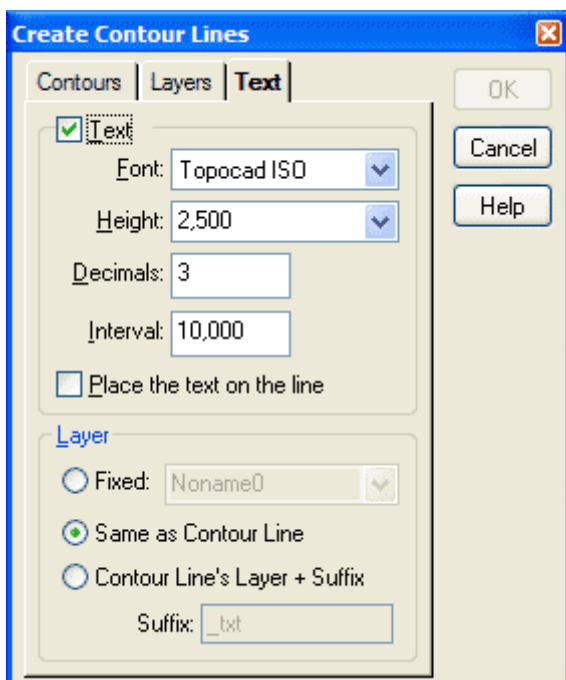 Create Contour Lines
Contours Layers Text
OK
Cancel
Help
Text
Font: Topocad ISO
Height: 2,500
Decimals: 3
Interval: 10,000
Place the text on the line
Layer
Fixed: Noname0
Same as Contour Line
Contour Line's Layer + Suffix
Suffix: _txt